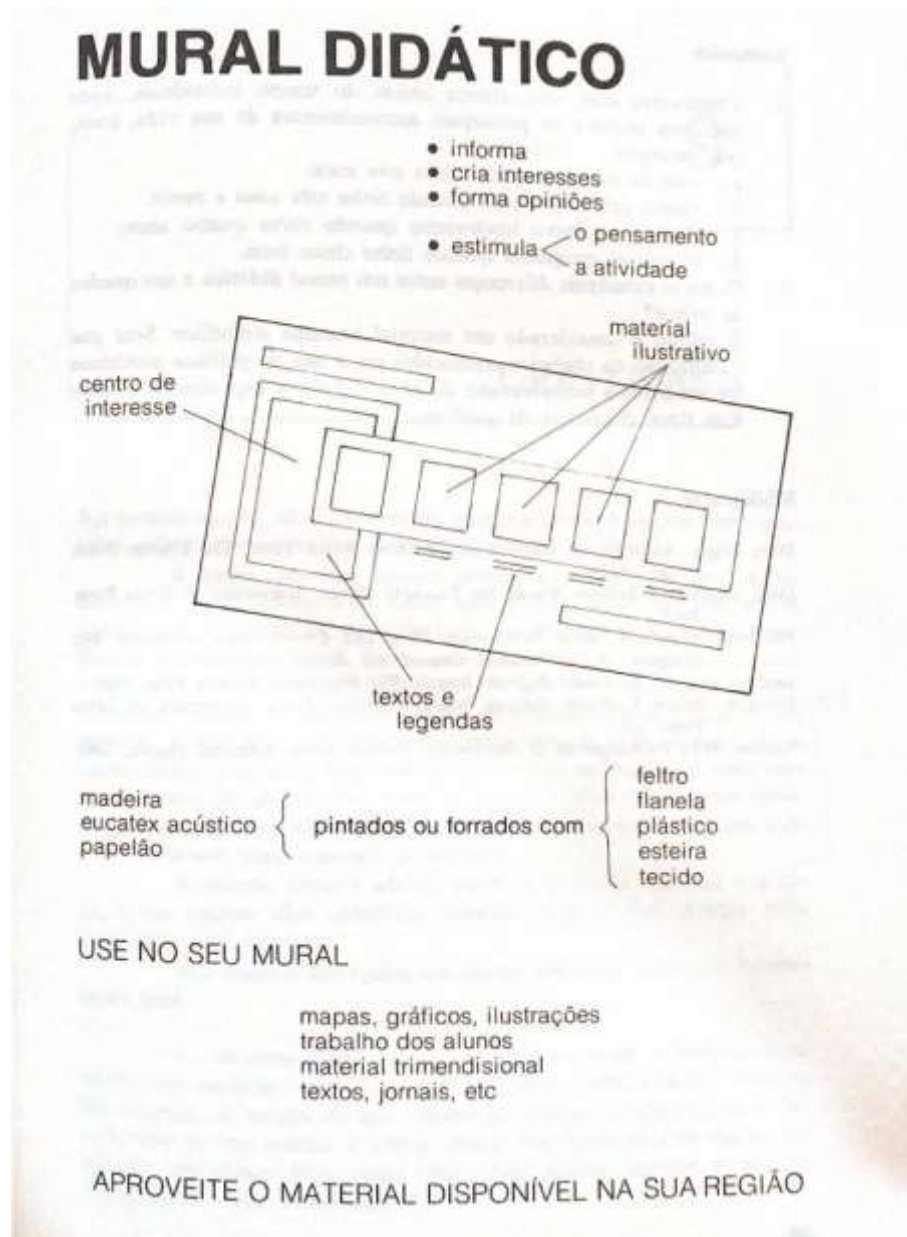 MURAL DIDÁTICO
• informa
• cria interesses
• forma opiniões
• estimula
o pensamento
a atividade
material
ilustrativo
centro de
interesse
textos e
legendas
madeira
eucatex acústico
papelão
pintados ou forrados com
feltro
flanela
plástico
esteira
tecido
USE NO SEU MURAL
mapas, gráficos, ilustrações
trabalho dos alunos
material trimendisional
textos, jornais, etc
APROVEITE O MATERIAL DISPONÍVEL NA SUA REGIÃO